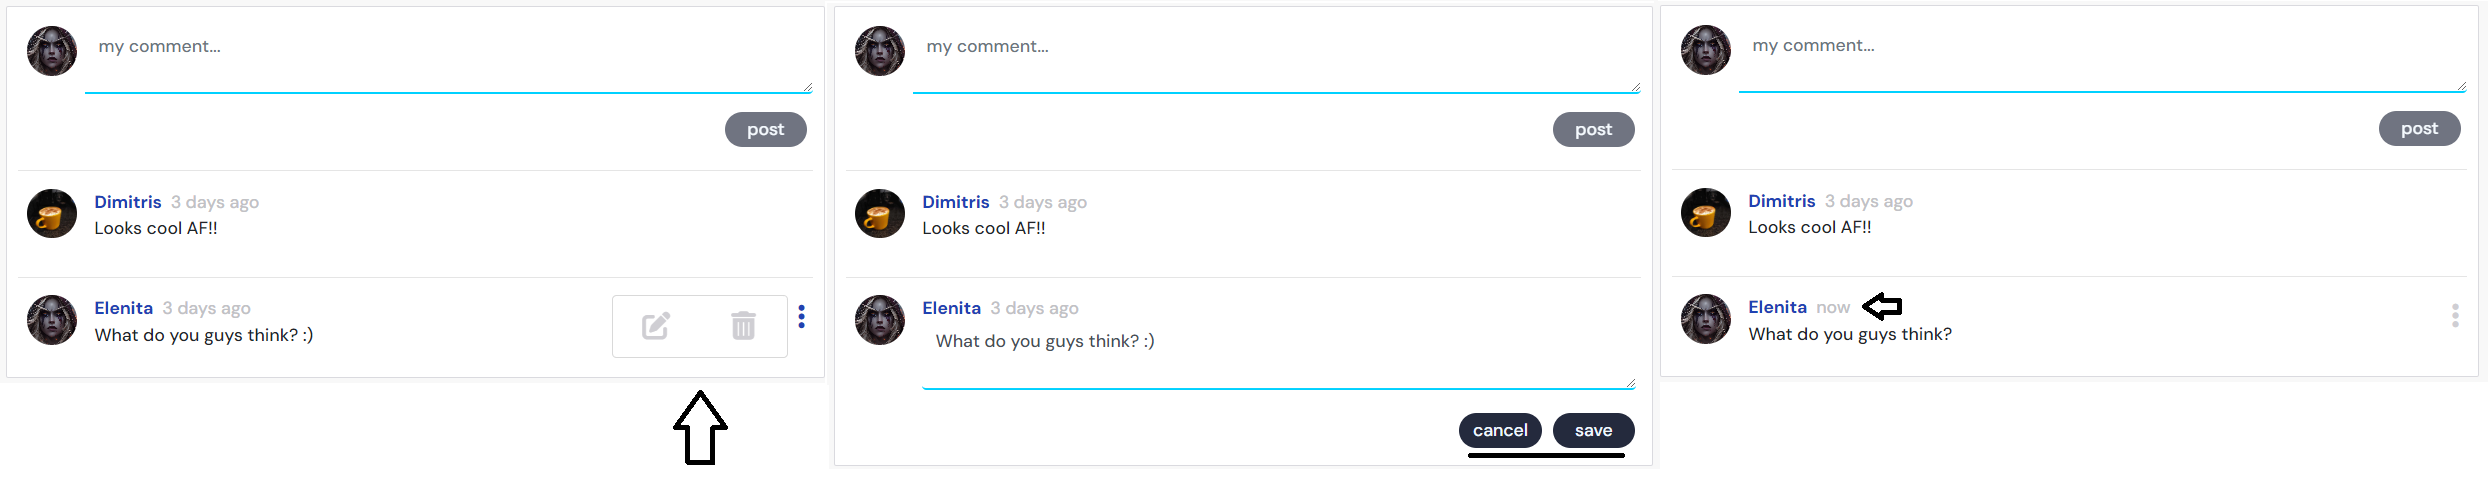 my comment...
post
Dimitris 3 days ago
Looks cool AF!!
Elenita 3 days ago
What do you guys think? :)
my comment...
post
Dimitris 3 days ago
Looks cool AF!!
Elenita 3 days ago
What do you guys think? :)
cancel save
my comment...
post
Dimitris 3 days ago
Looks cool AF!!
Elenita now
What do you guys think?